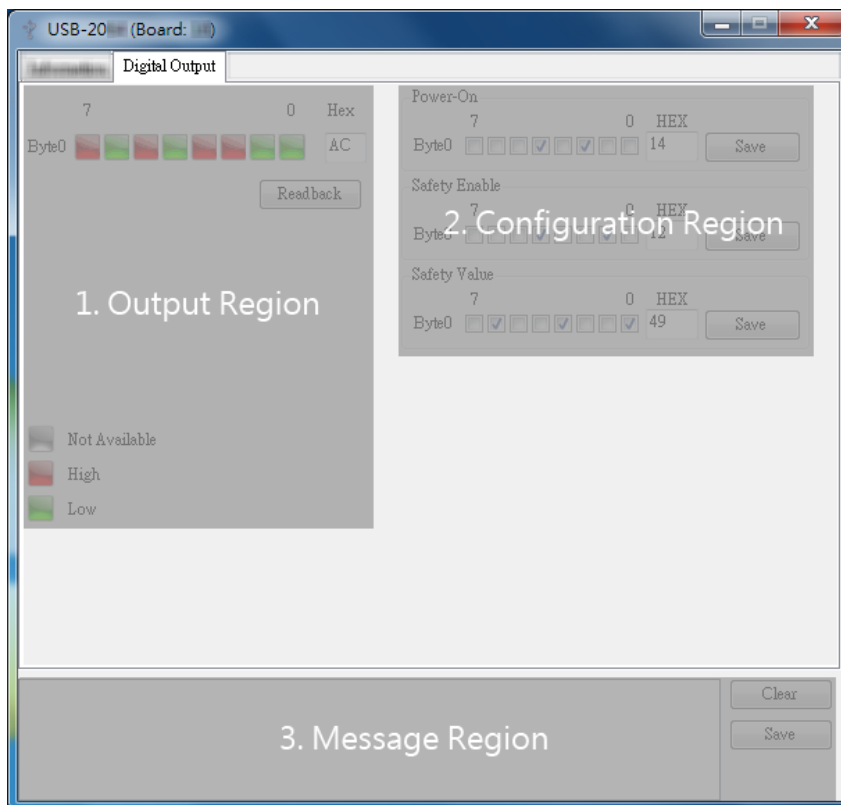 USB-20 (Board: )
Digital Output
7 0 Hex
Byte0 AC
Readback
1. Output Region
Not Available
High
Low
Power-On
7 0 HEX
Byte0 14 Save
Safety Enable
7 0 HEX
Byte0 12 Save
2. Configuration Region
Safety Value
7 0 HEX
Byte0 49 Save
3. Message Region
Clear
Save